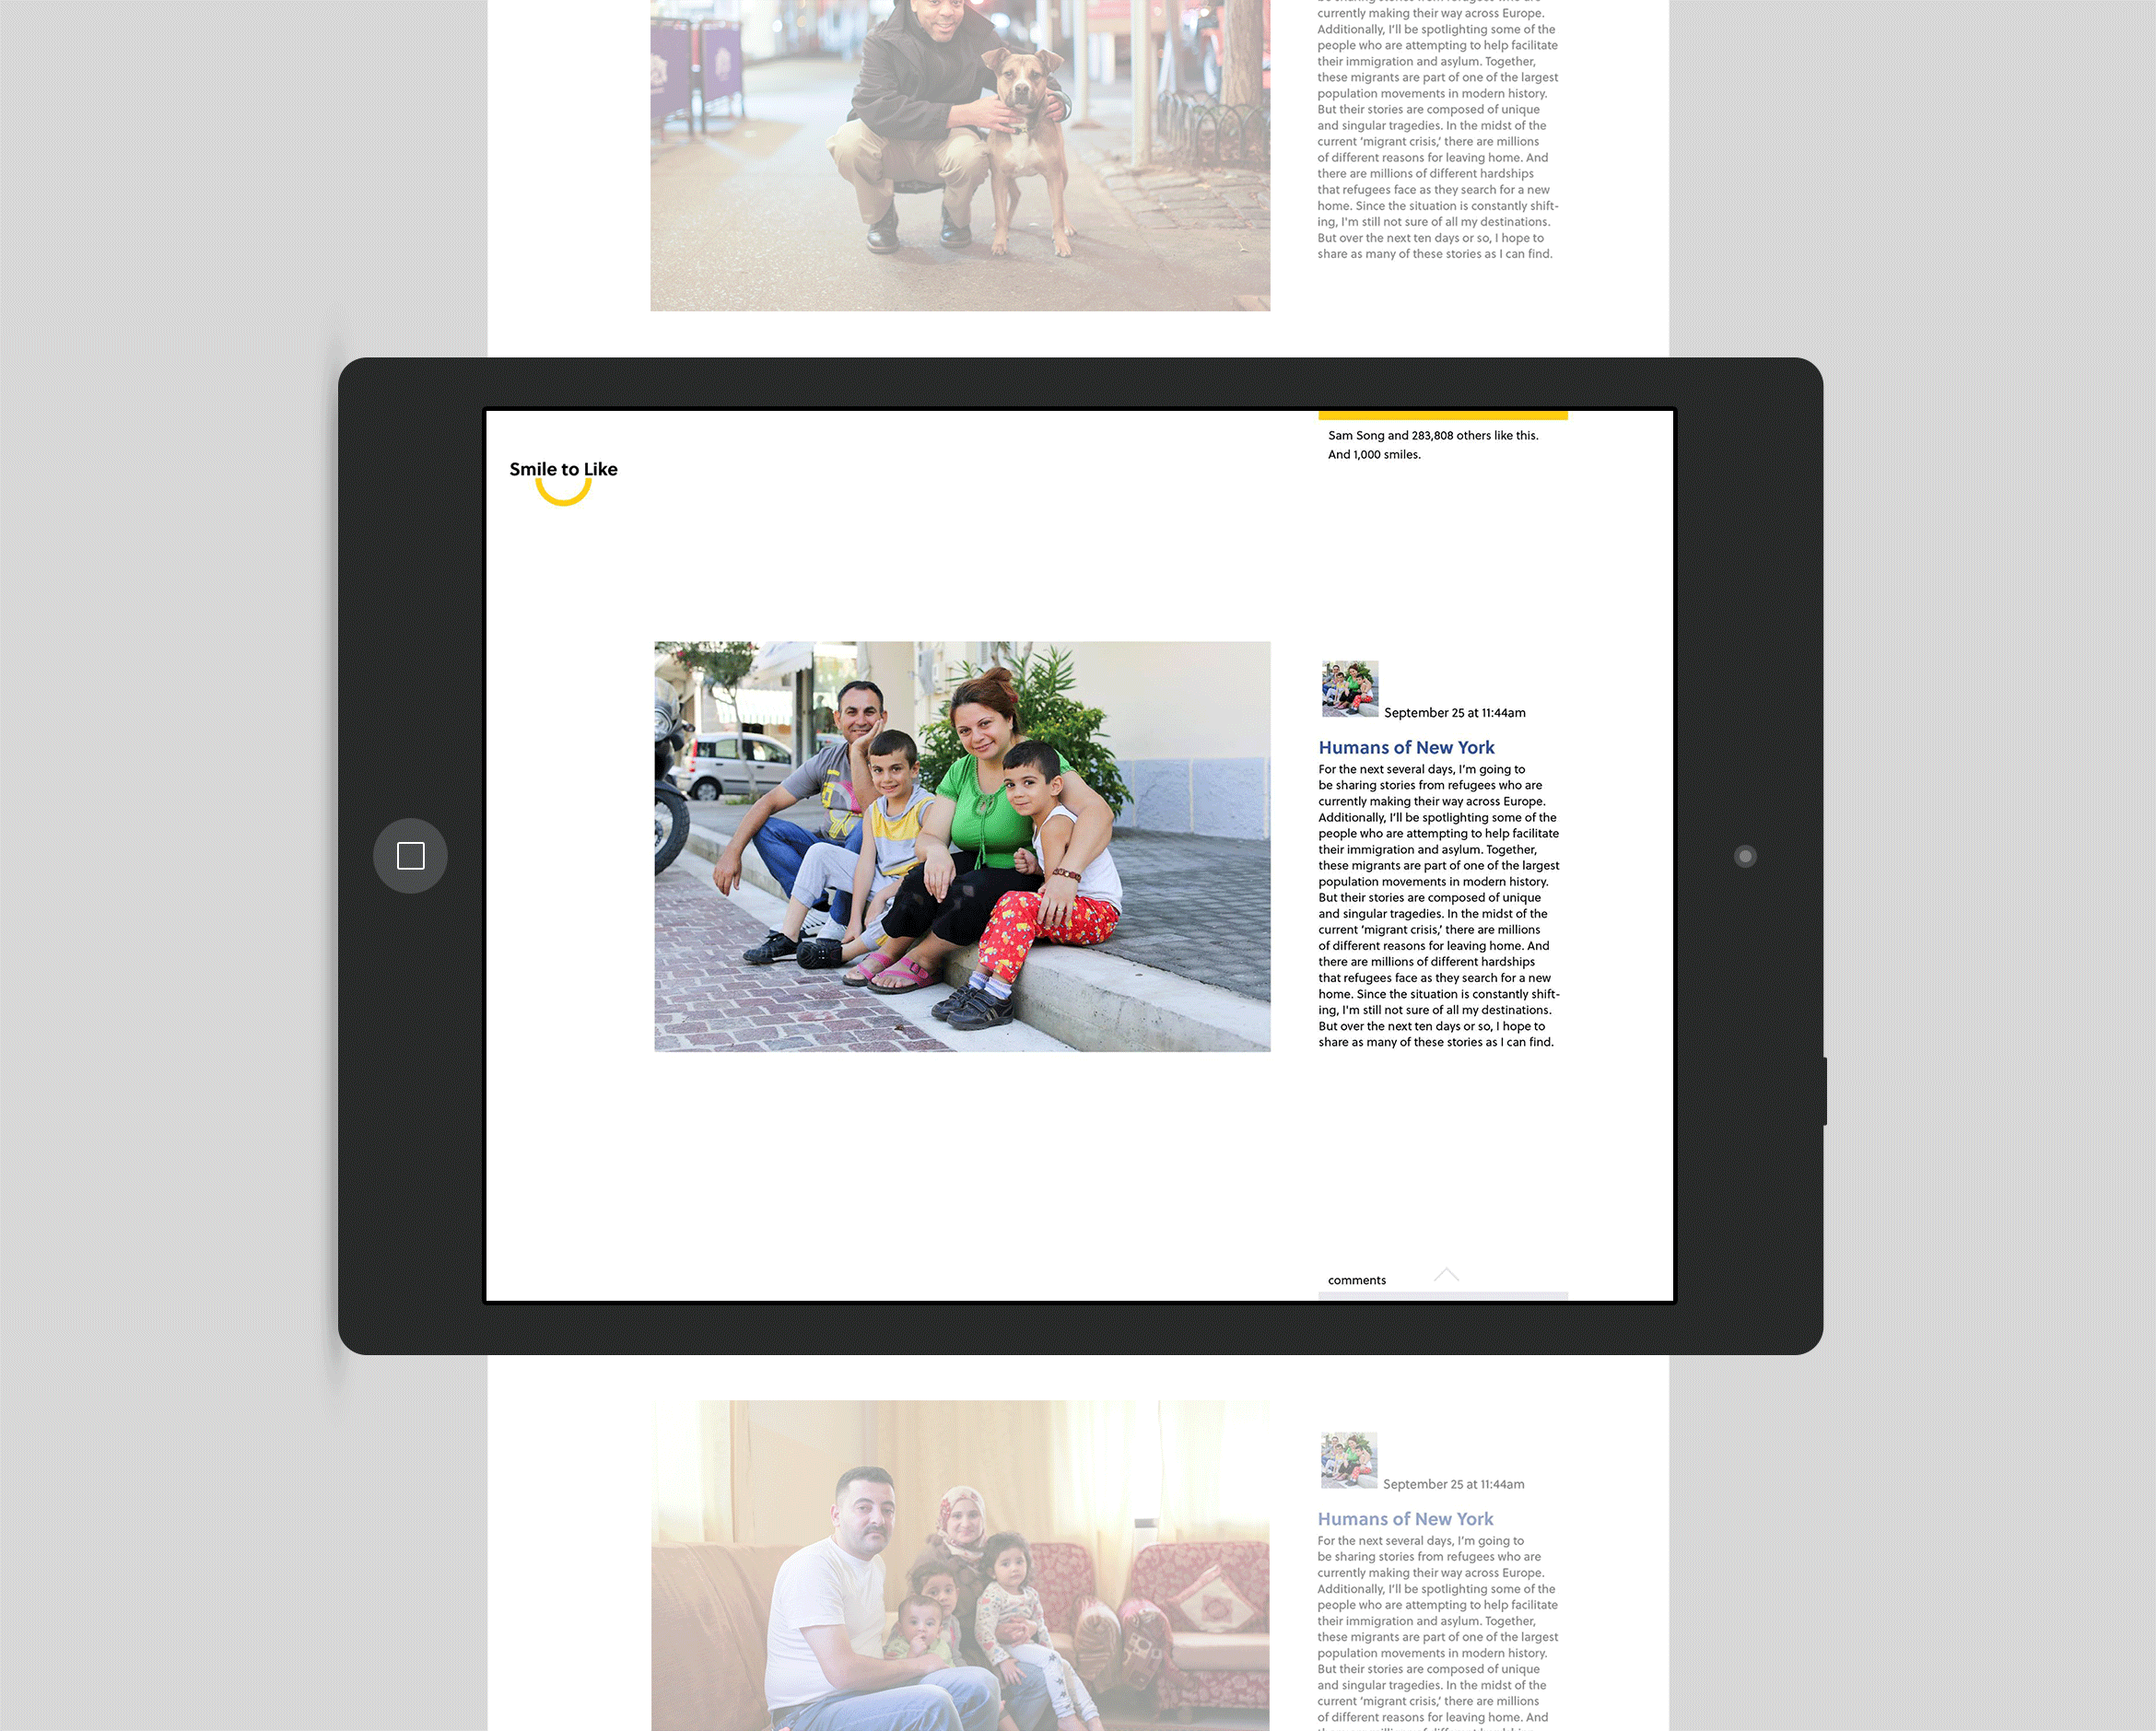 currently making their way across Europe.
Additionally, I'll be spotlighting some of the
people who are attempting to help facilitate
their immigration and asylum. Together,
these migrants are part of one of the largest
population movements in modern history.
But their stories are composed of unique
and singular tragedies. In the midst of the
current ‘migrant crisis,’ there are millions
of different reasons for leaving home. And
there are millions of different hardships
that refugees face as they search for a new
home. Since the situation is constantly shift-
ing, I'm still not sure of all my destinations.
But over the next ten days or so, I hope to
share as many of these stories as I can find.
Smile to Like
Sam Song and 283,808 others like this.
And 1,000 smiles.
September 25 at 11:44am
Humans of New York
For the next several days, I'm going to
be sharing stories from refugees who are
currently making their way across Europe.
Additionally, I'll be spotlighting some of the
people who are attempting to help facilitate
their immigration and asylum. Together,
these migrants are part of one of the largest
population movements in modern history.
But their stories are composed of unique
and singular tragedies. In the midst of the
current ‘migrant crisis,’ there are millions
of different reasons for leaving home. And
there are millions of different hardships
that refugees face as they search for a new
home. Since the situation is constantly shift-
ing, I'm still not sure of all my destinations.
But over the next ten days or so, I hope to
share as many of these stories as I can find.
comments
September 25 at 11:44am
Humans of New York
For the next several days, I'm going to
be sharing stories from refugees who are
currently making their way across Europe.
Additionally, I'll be spotlighting some of the
people who are attempting to help facilitate
their immigration and asylum. Together,
these migrants are part of one of the largest
population movements in modern history.
But their stories are composed of unique
and singular tragedies. In the midst of the
current ‘migrant crisis,’ there are millions
of different reasons for leaving home. And